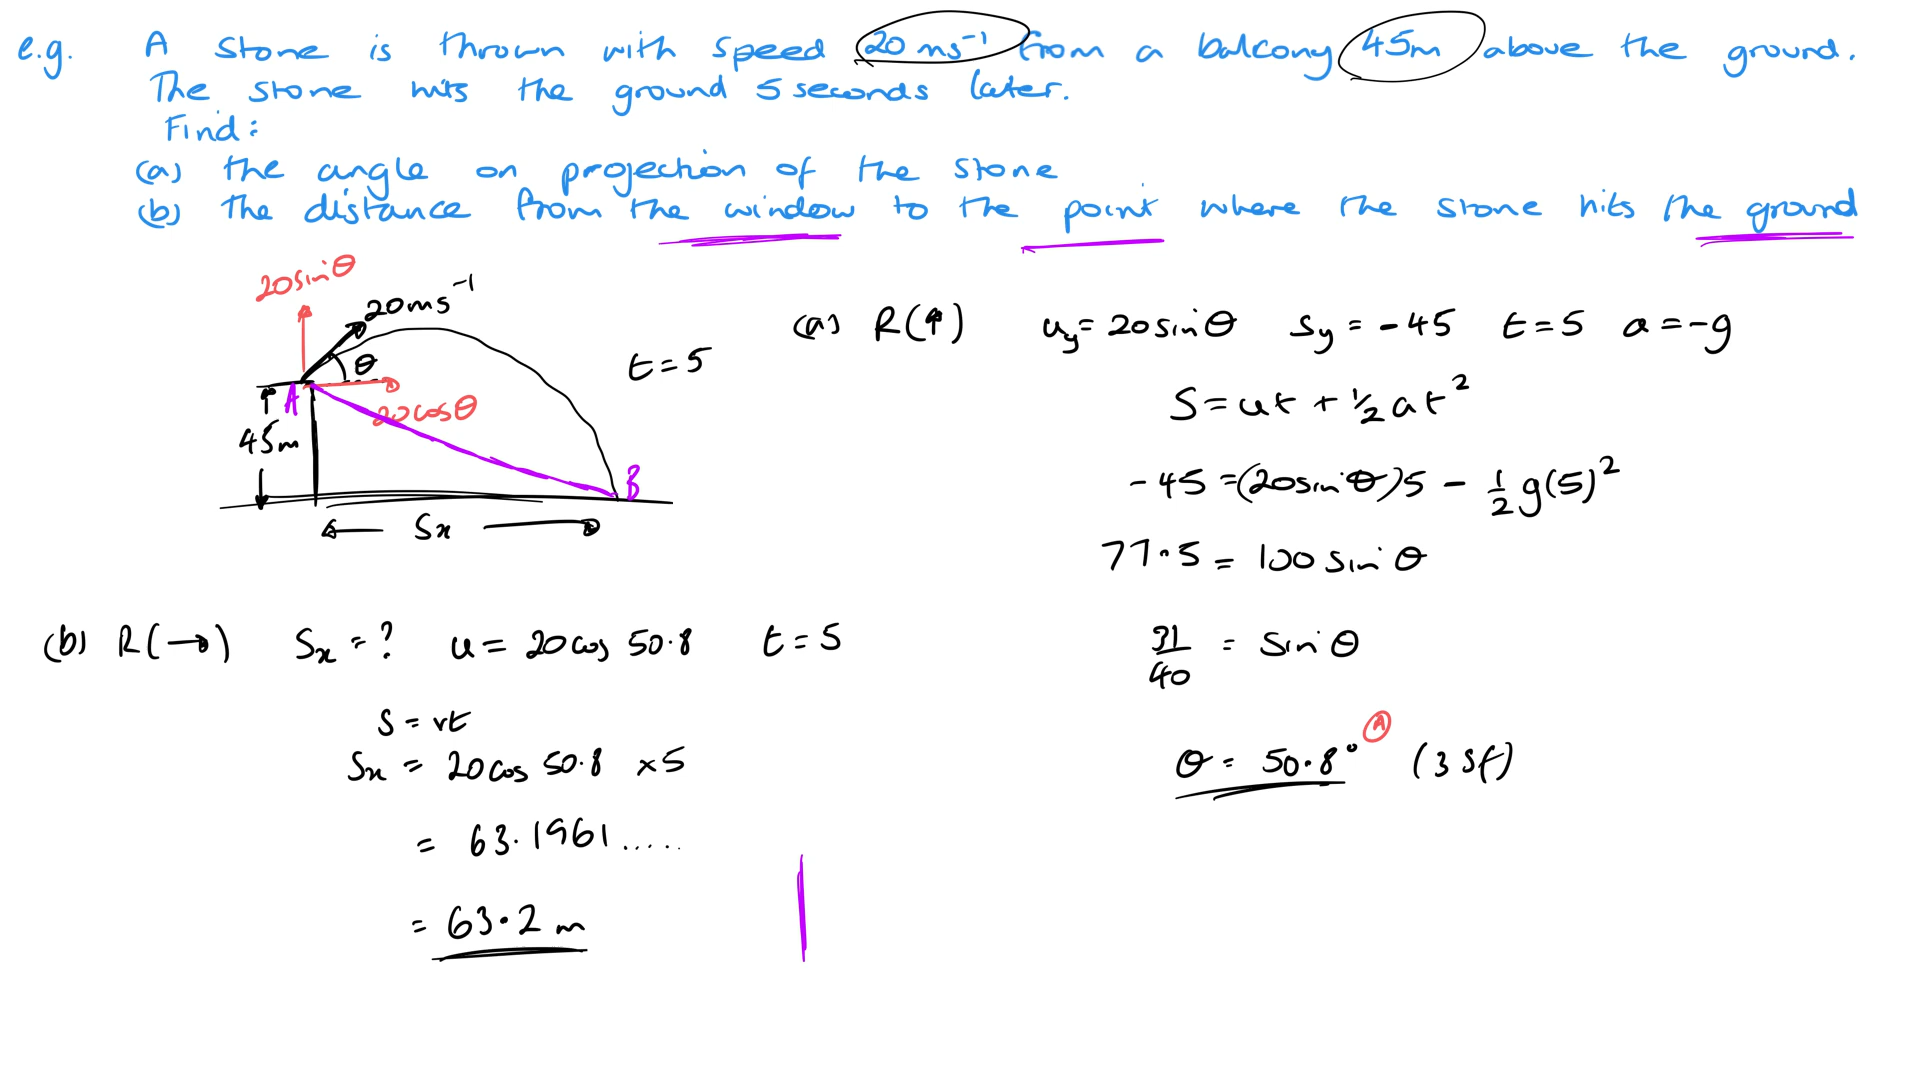 e.g. A stone is thrown with speed 20 ms⁻¹ from a balcony 45m above the ground.
The stone hits the ground 5 seconds later.
Find:
(a) the angle on projection of the stone
(b) the distance from the window to the point where the stone hits the ground
20sinθ
20ms⁻¹
θ
t = 5
A
20cosθ
45m
B
Sx
(a) R(↑) uy = 20sinθ sy = -45 t = 5 a = -g
S = ut + ½at²
-45 = (20sinθ)5 - ½g(5)²
77.5 = 100 sinθ
31/40 = sinθ
θ = 50.8° (3 sf)
A
(b) R(→) Sx = ? u = 20cos 50.8 t = 5
S = vt
Sx = 20cos 50.8 × 5
= 63.1961.....
= 63.2 m